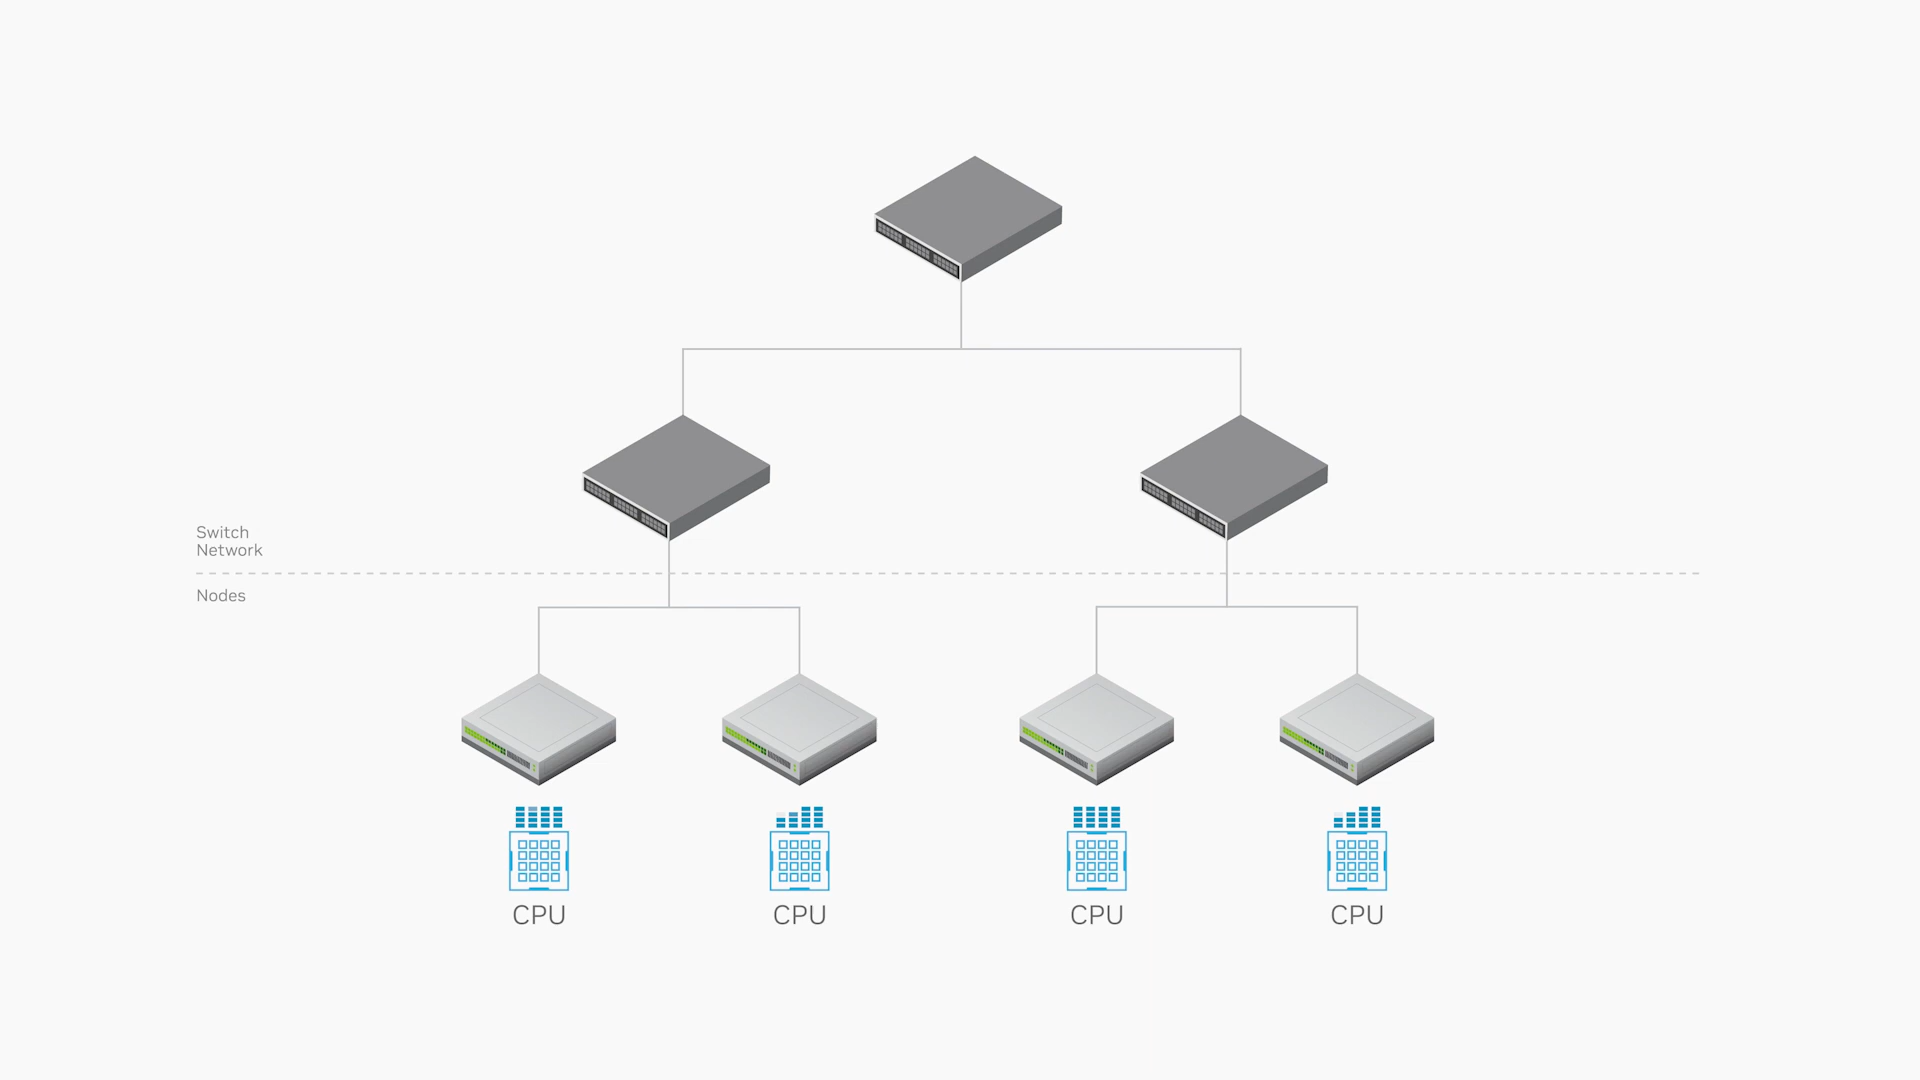 Switch
Network
Nodes
CPU
CPU
CPU
CPU